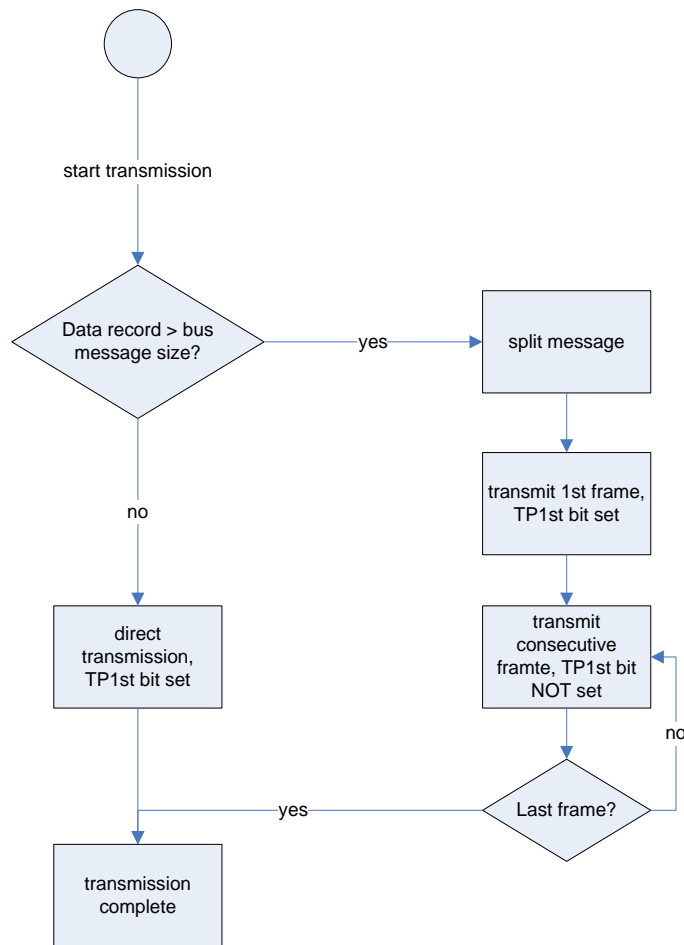 start transmission
Data record > bus
message size?
yes
split message
transmit 1st frame,
TP1st bit set
no
direct
transmission,
TP1st bit set
transmit
consecutive
framte, TP1st bit
NOT set
no
Last frame?
yes
transmission
complete